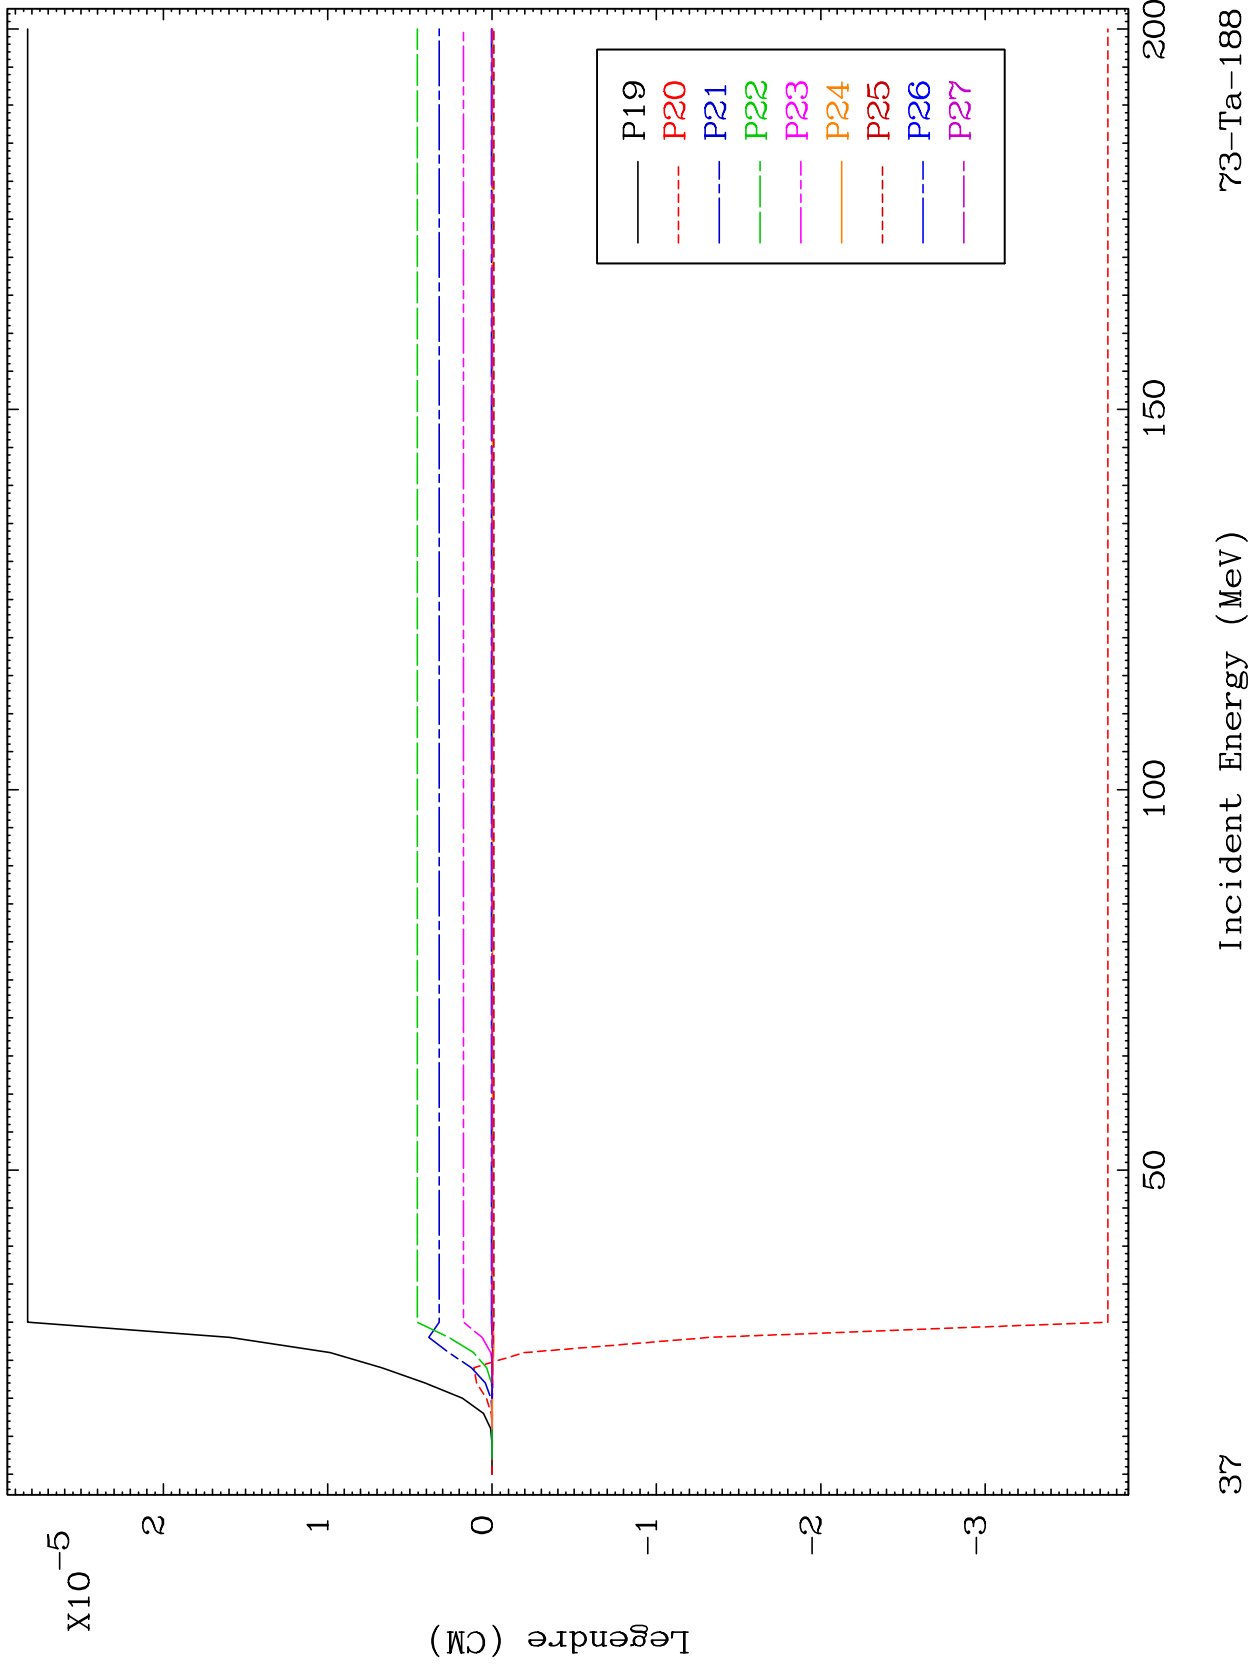 X10-5
2
1
0
-1
-2
-3
Legendre (CM)
50
100
150
200
Incident Energy (MeV)
37
73-Ta-188
P19
P20
P21
P22
P23
P24
P25
P26
P27